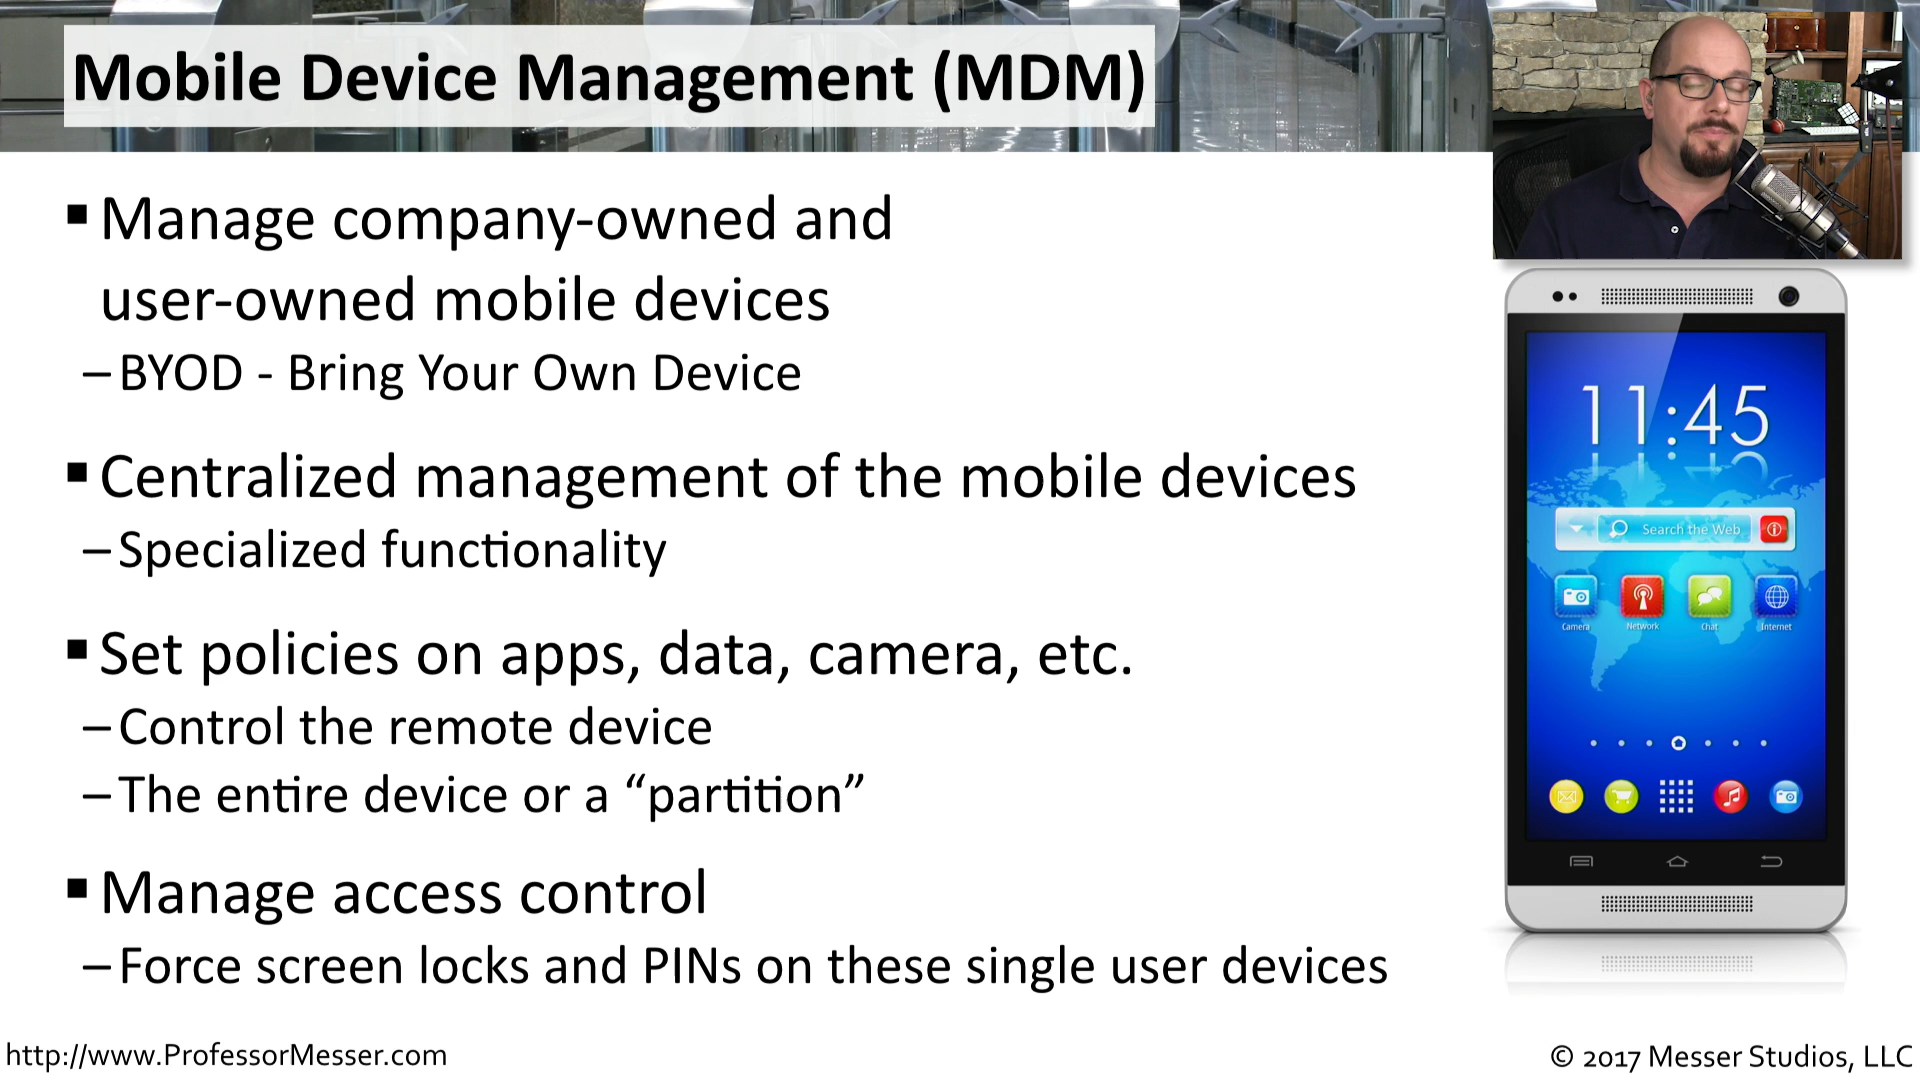 Mobile Device Management (MDM)
▪ Manage company-owned and
user-owned mobile devices
– BYOD - Bring Your Own Device
▪ Centralized management of the mobile devices
– Specialized functionality
▪ Set policies on apps, data, camera, etc.
– Control the remote device
– The entire device or a “partition”
▪ Manage access control
– Force screen locks and PINs on these single user devices
11:45
Search the Web
Camera Network Chat Internet
http://www.ProfessorMesser.com
© 2017 Messer Studios, LLC